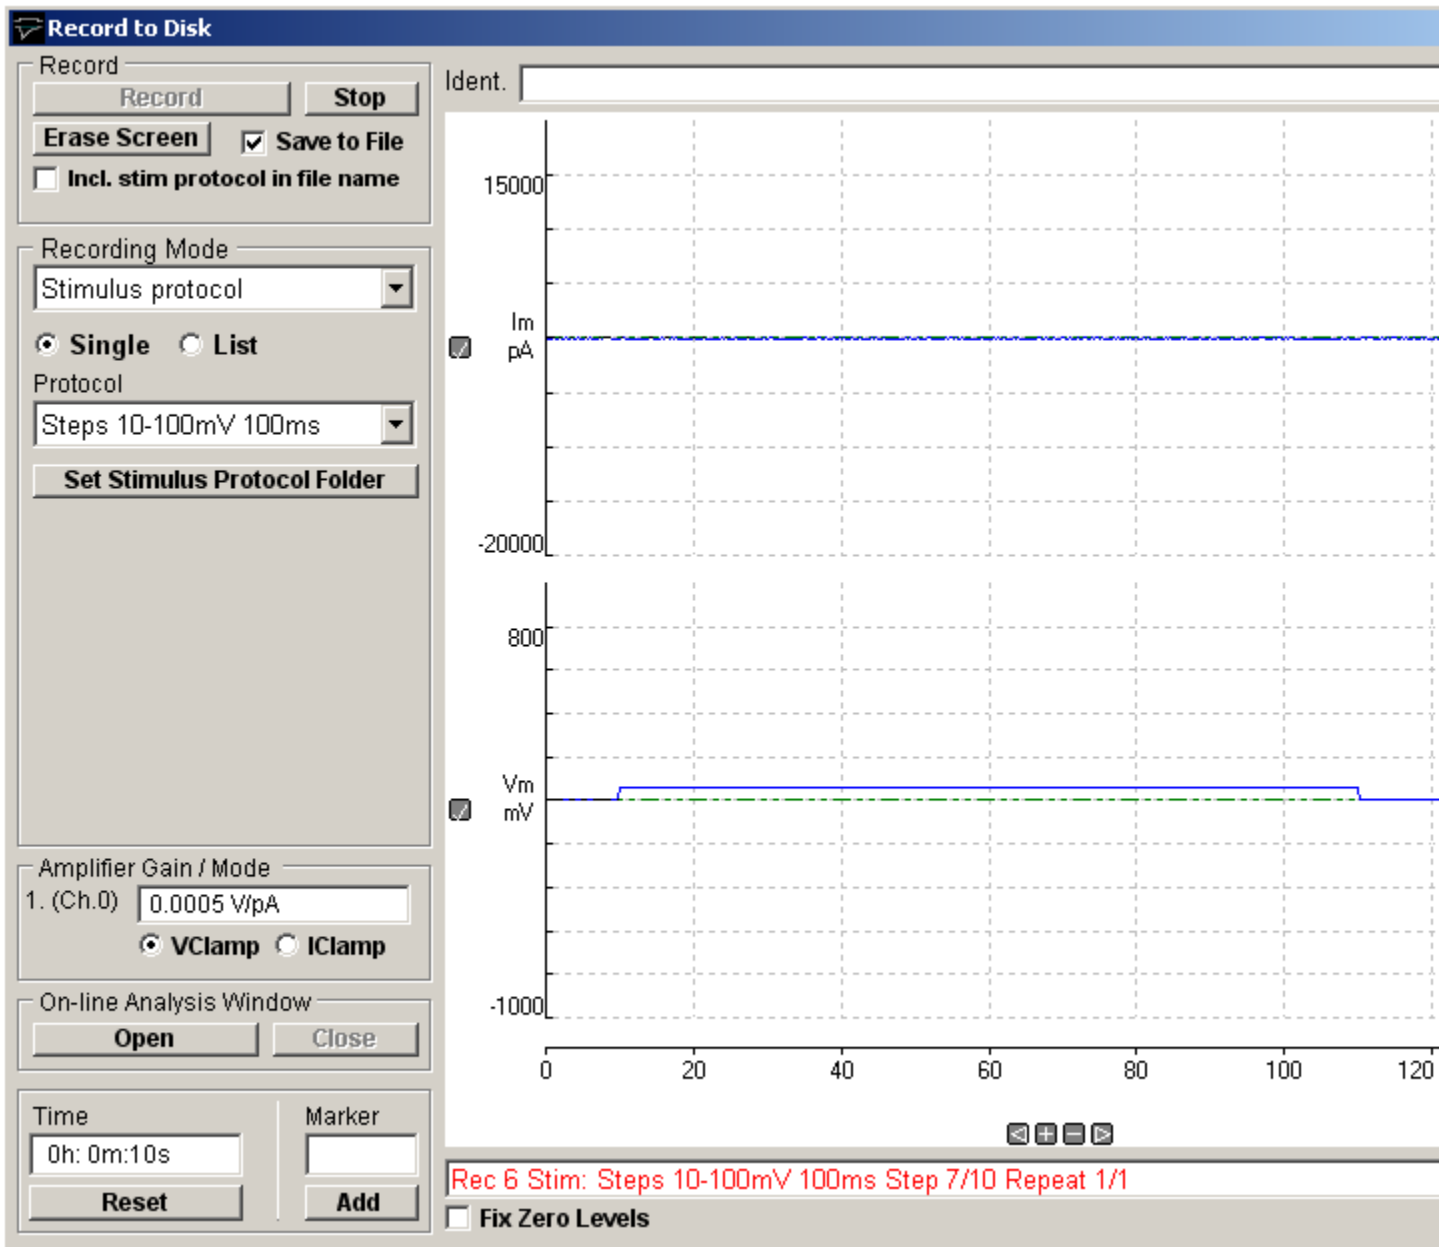 Record to Disk
Record
Record Stop
Erase Screen Save to File
Incl. stim protocol in file name
Recording Mode
Stimulus protocol
Single List
Protocol
Steps 10-100mV 100ms
Set Stimulus Protocol Folder
Amplifier Gain / Mode
1. (Ch.0) 0.0005 V/pA
VClamp IClamp
On-line Analysis Window
Open Close
Time Marker
0h: 0m:10s
Reset Add
Ident.
15000
Im
pA
-20000
800
Vm
mV
-1000
0 20 40 60 80 100 120
Rec 6 Stim: Steps 10-100mV 100ms Step 7/10 Repeat 1/1
Fix Zero Levels